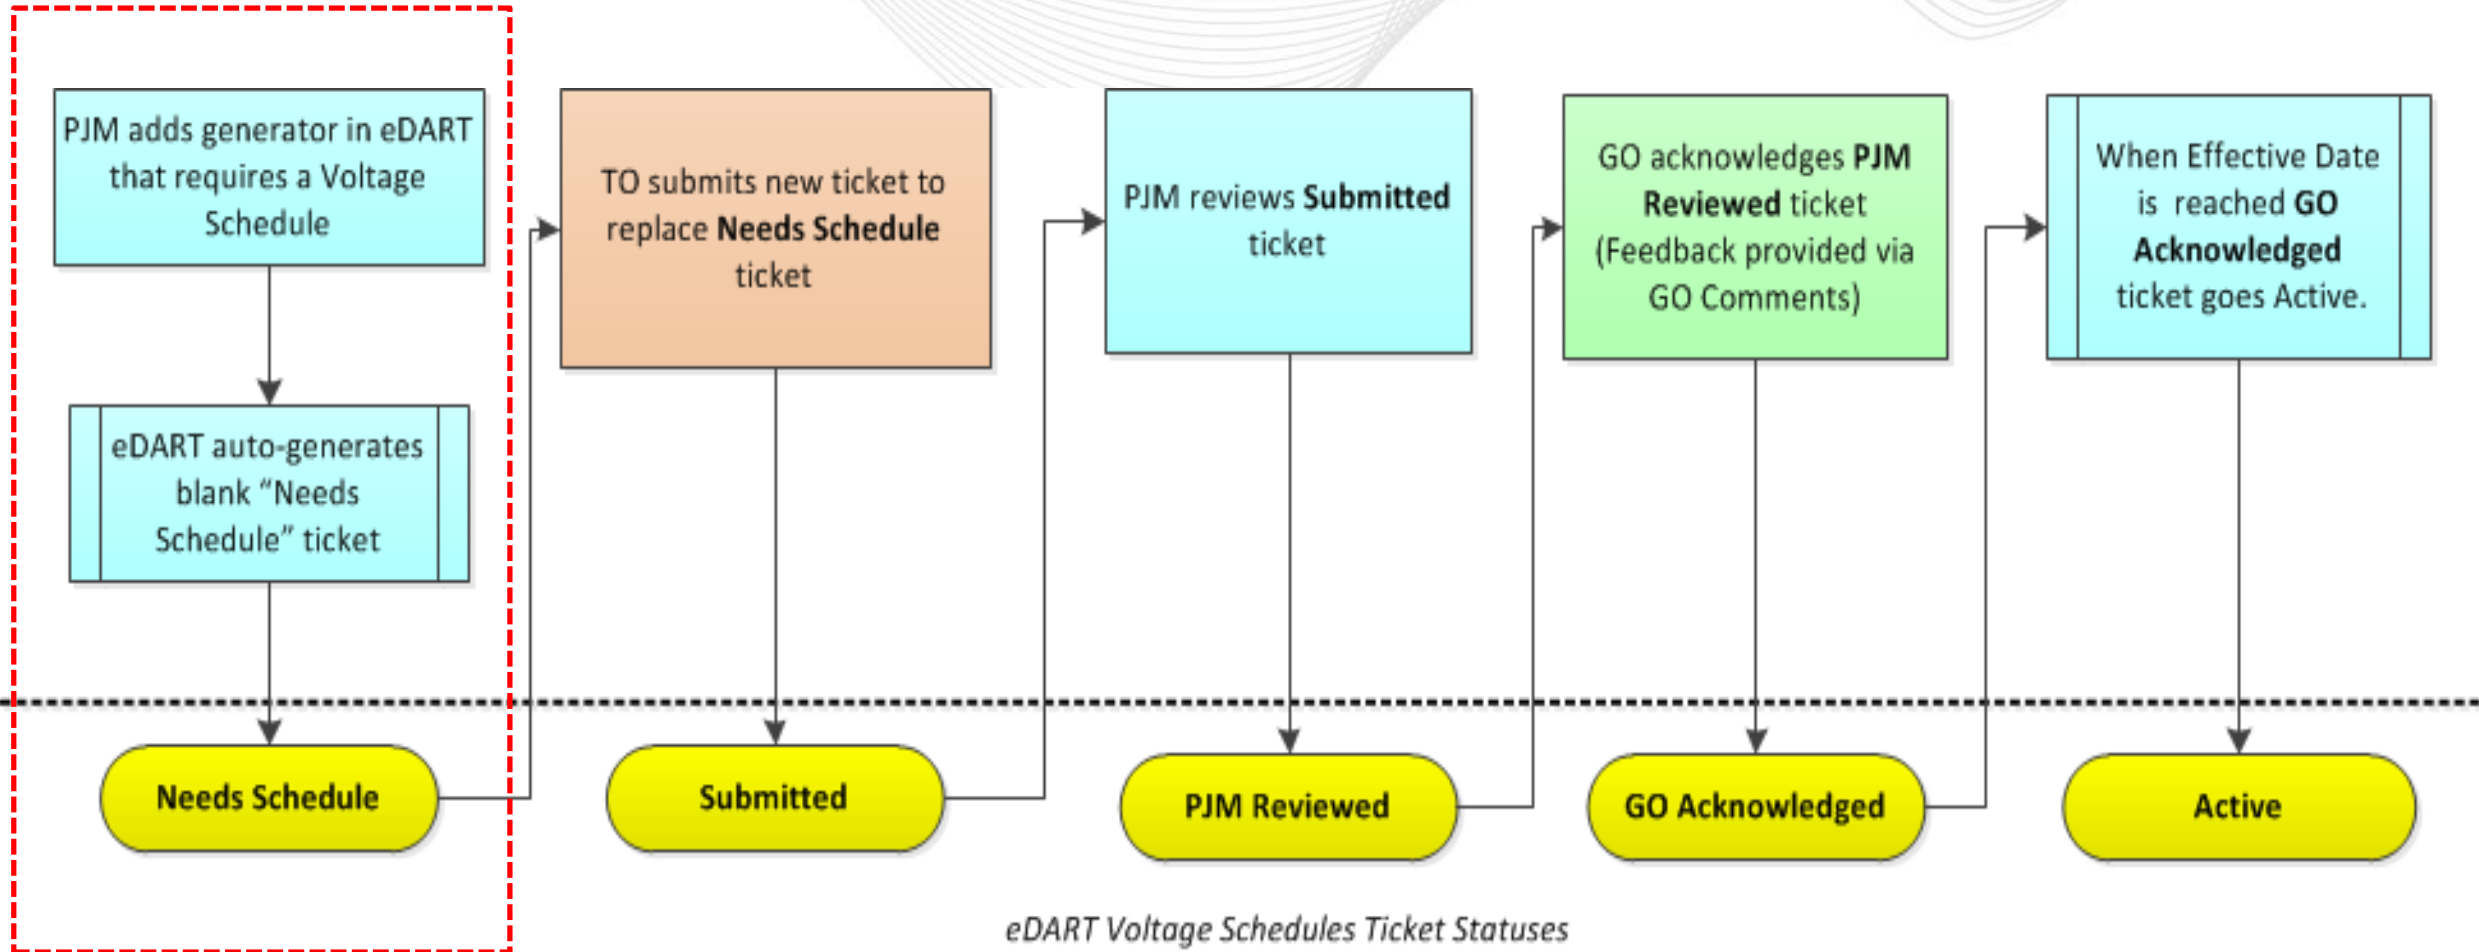 PJM adds generator in eDART
that requires a Voltage
Schedule
eDART auto-generates
blank “Needs
Schedule” ticket
TO submits new ticket to
replace Needs Schedule
ticket
PJM reviews Submitted
ticket
GO acknowledges PJM
Reviewed ticket
(Feedback provided via
GO Comments)
When Effective Date
is reached GO
Acknowledged
ticket goes Active.
Needs Schedule
Submitted
PJM Reviewed
GO Acknowledged
Active
eDART Voltage Schedules Ticket Statuses